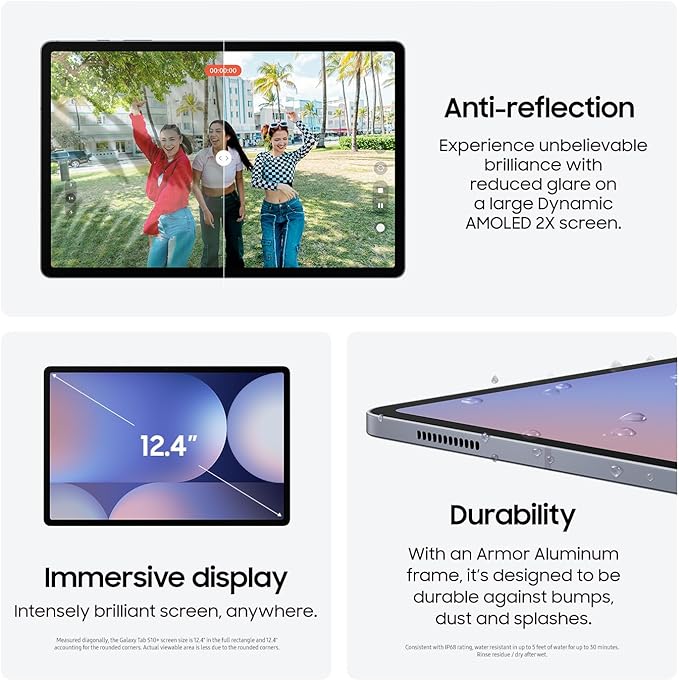 00:00:00
1x
Anti-reflection
Experience unbelievable
brilliance with
reduced glare on
a large Dynamic
AMOLED 2X screen.
12.4"
Immersive display
Intensely brilliant screen, anywhere.
Measured diagonally, the Galaxy Tab S10+ screen size is 12.4" in the full rectangle and 12.4"
accounting for the rounded corners. Actual viewable area is less due to the rounded corners.
Durability
With an Armor Aluminum
frame, it's designed to be
durable against bumps,
dust and splashes.
Consistent with IP68 rating, water resistant in up to 5 feet of water for up to 30 minutes.
Rinse residue / dry after wet.